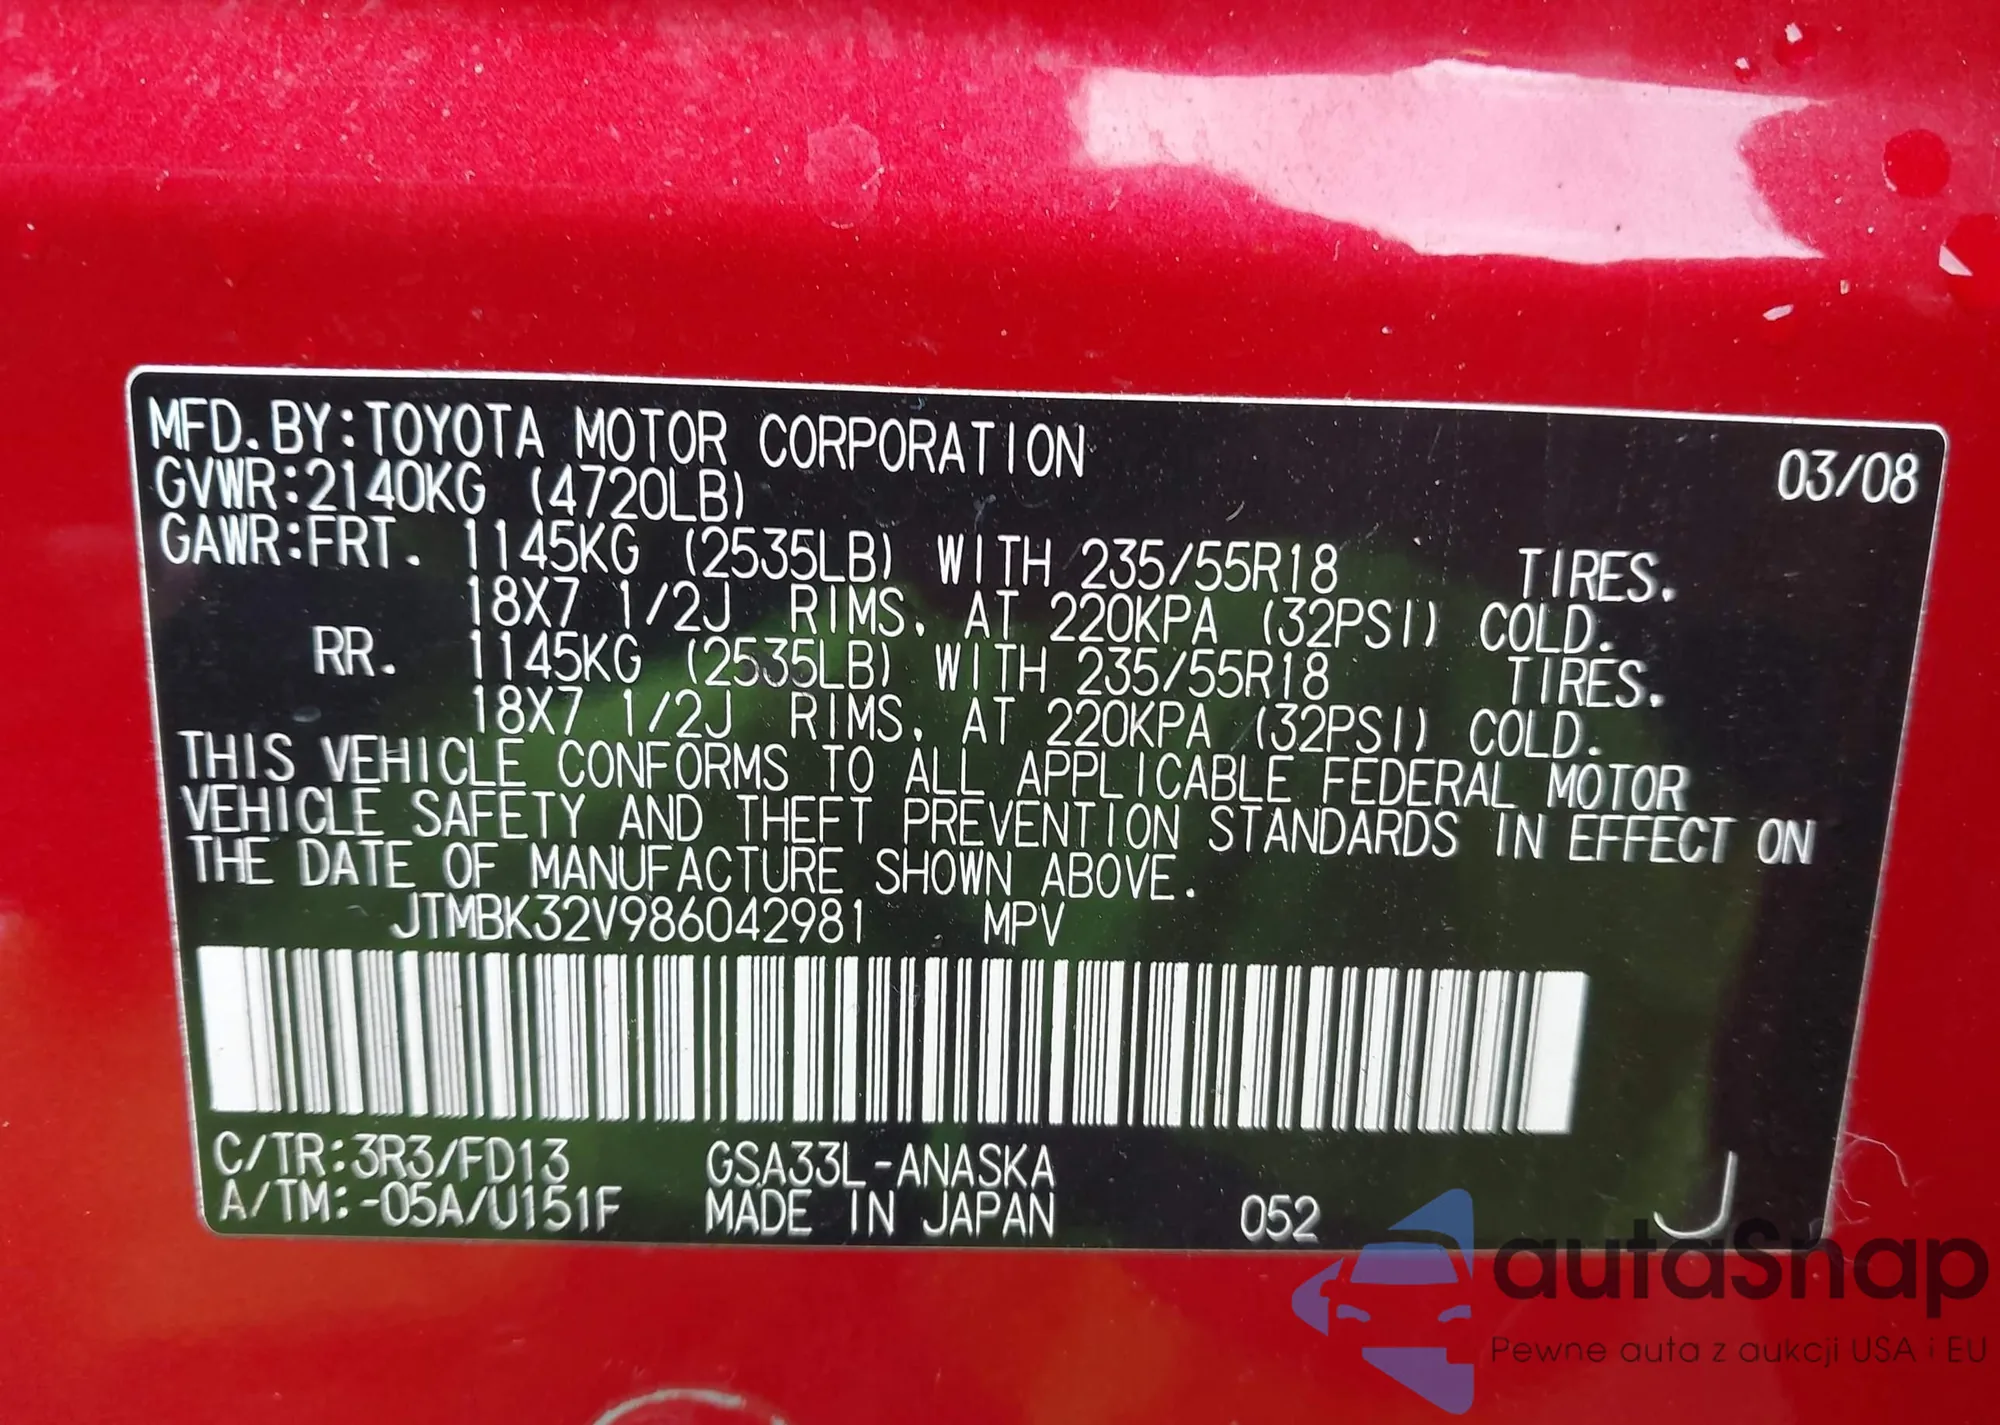 MFD.BY:TOYOTA MOTOR CORPORATION 03/08
GVWR:2140KG (4720LB)
GAWR:FRT. 1145KG (2535LB) WITH 235/55R18 TIRES.
18X7 1/2J RIMS, AT 220KPA (32PSI) COLD.
RR. 1145KG (2535LB) WITH 235/55R18 TIRES.
18X7 1/2J RIMS, AT 220KPA (32PSI) COLD.
THIS VEHICLE CONFORMS TO ALL APPLICABLE FEDERAL MOTOR
VEHICLE SAFETY AND THEFT PREVENTION STANDARDS IN EFFECT ON
THE DATE OF MANUFACTURE SHOWN ABOVE.
JTMBK32V986042981 MPV
C/TR:3R3/FD13 GSA33L-ANASKA
A/TM:-05A/U151F MADE IN JAPAN 052 J
autaSnap
Pewne auta z aukcji USA i EU